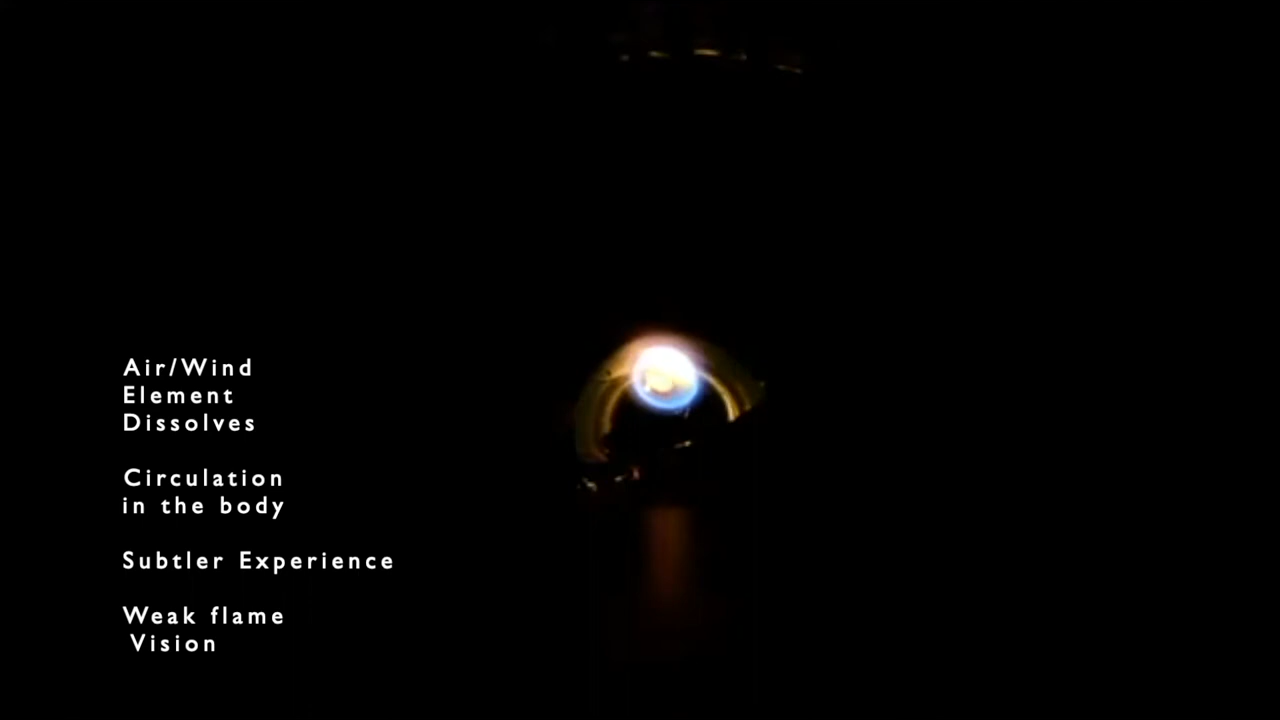 Air/Wind
Element
Dissolves
Circulation
in the body
Subtler Experience
Weak flame
Vision